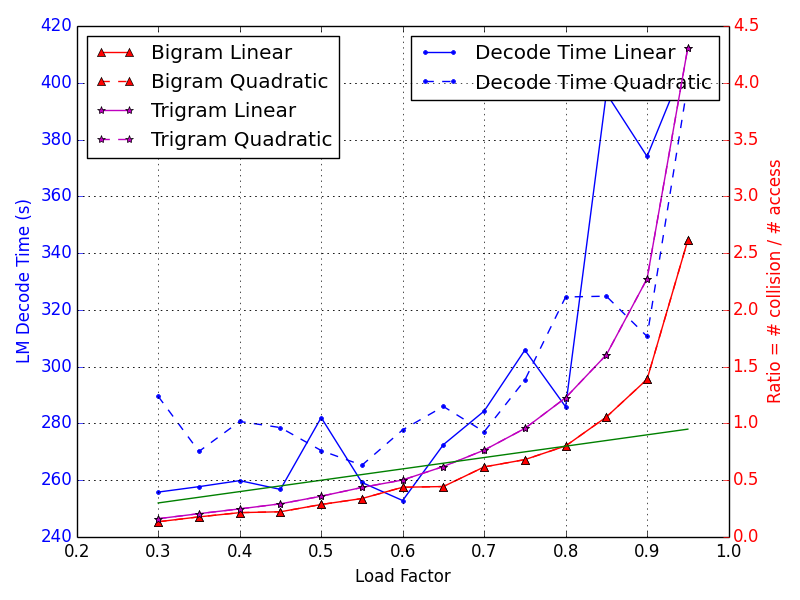 420
400
380
360
340
320
300
280
260
240
LM Decode Time (s)
Bigram Linear
Bigram Quadratic
Trigram Linear
Trigram Quadratic
Decode Time Linear
Decode Time Quadratic
4.5
4.0
3.5
3.0
2.5
2.0
1.5
1.0
0.5
0.0
Ratio = # collision / # access
0.2 0.3 0.4 0.5 0.6 0.7 0.8 0.9 1.0
Load Factor